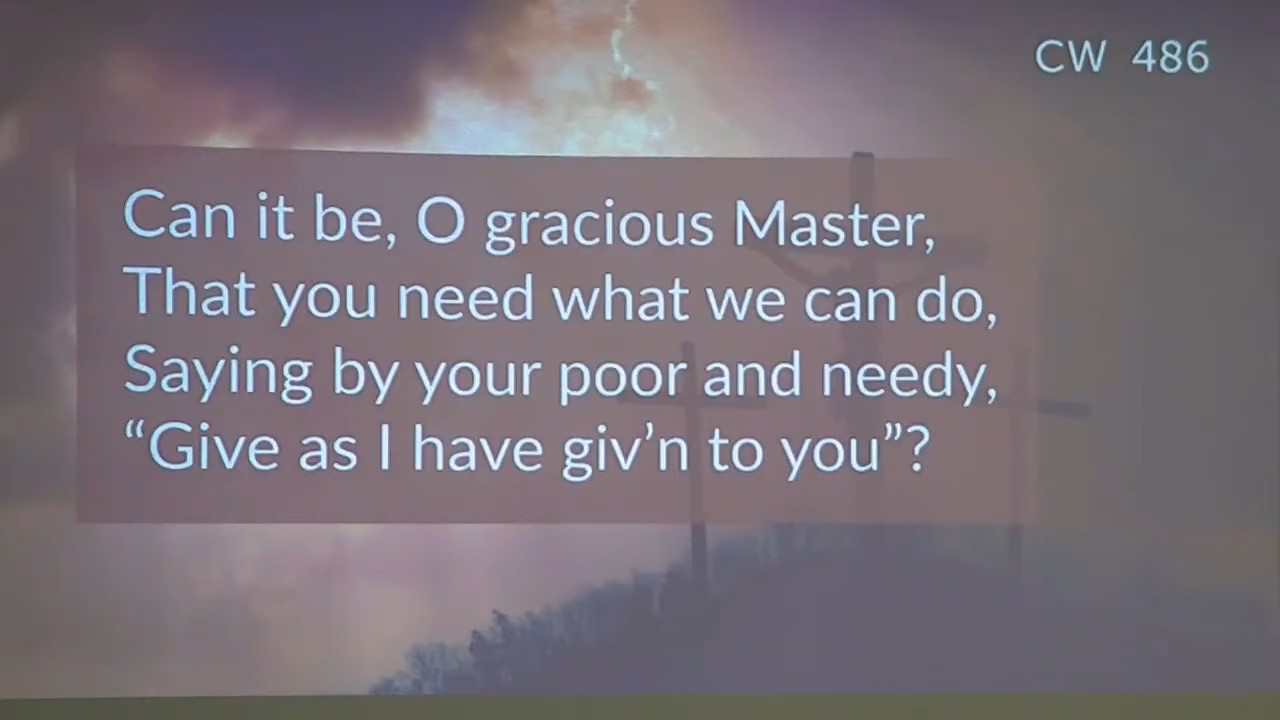 CW 486
Can it be, O gracious Master,
That you need what we can do,
Saying by your poor and needy,
“Give as I have giv’n to you”?